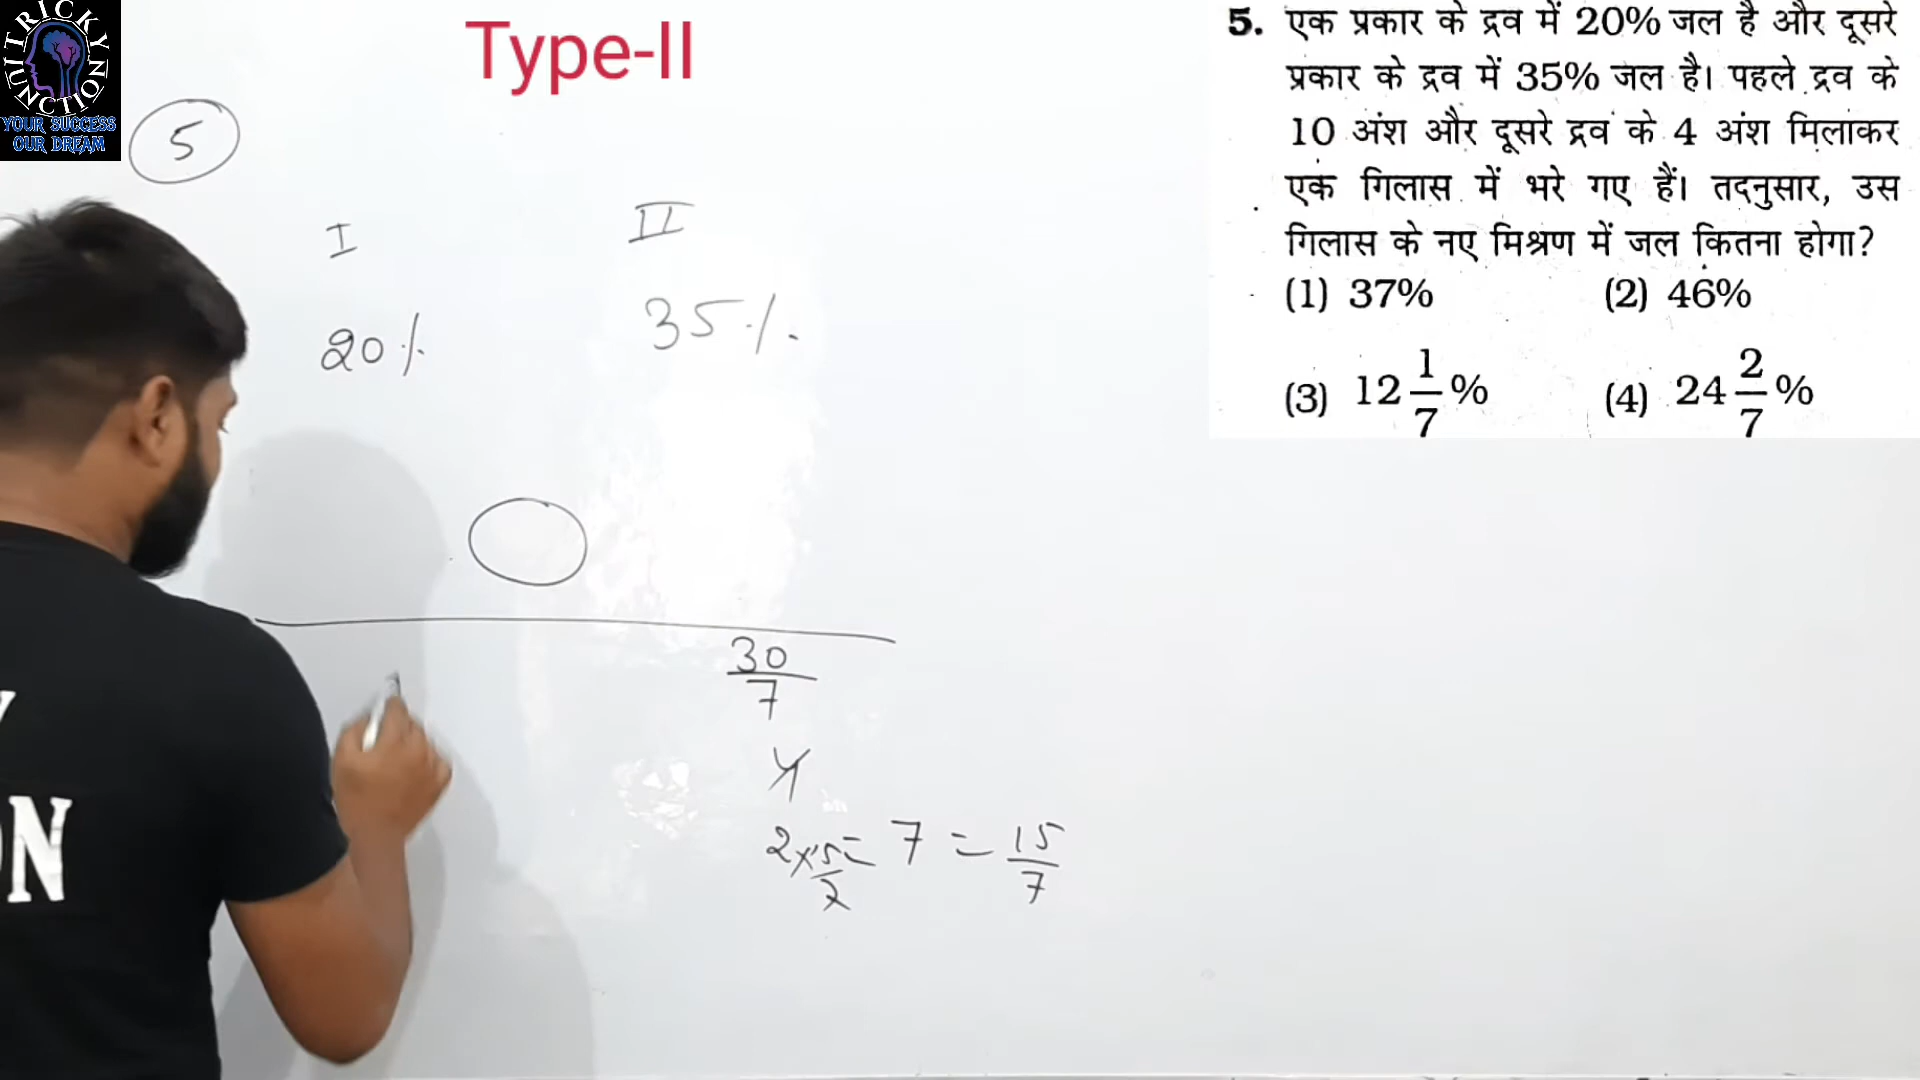 TRICKY
JUNCTION
YOUR SUCCESS
OUR DREAM
Type-II
5
I II
20% 35%
30/7
2×15/2= 7 = 15/7
ON
5. एक प्रकार के द्रव में 20% जल है और दूसरे
प्रकार के द्रव में 35% जल है। पहले द्रव के
10 अंश और दूसरे द्रव के 4 अंश मिलाकर
एक गिलास में भरे गए हैं। तदनुसार, उस
गिलास के नए मिश्रण में जल कितना होगा?
(1) 37% (2) 46%
(3) 12 1/7% (4) 24 2/7%